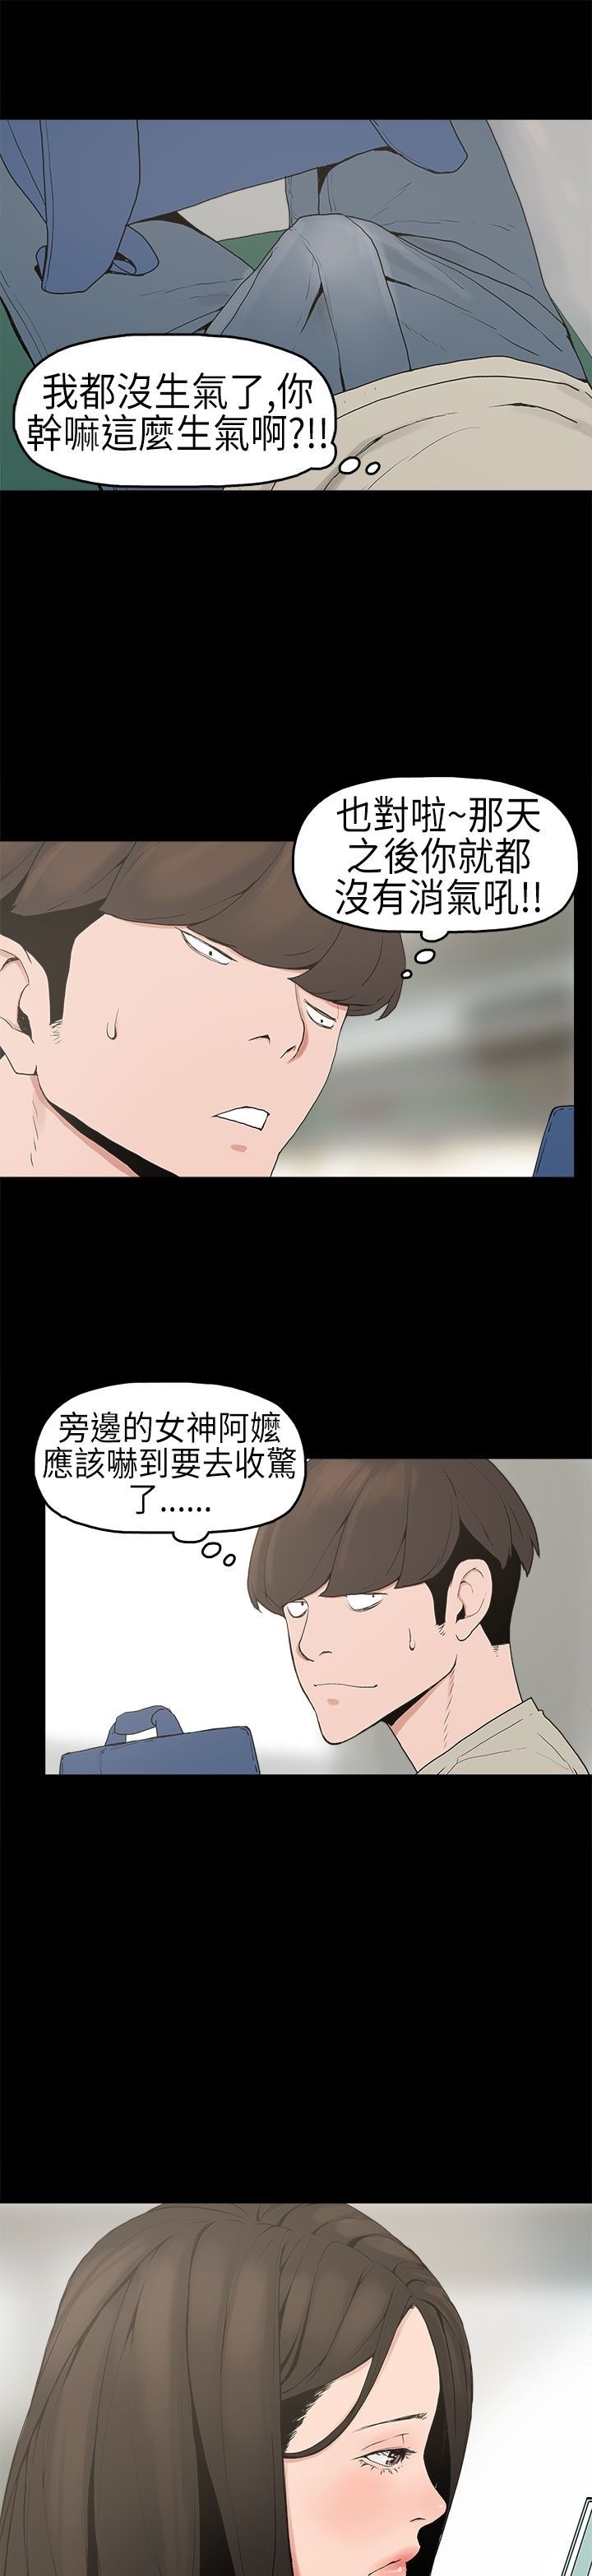 我都沒生氣了,你
幹嘛這麼生氣啊?!!
也對啦~那天
之後你就都
沒有消氣吼!!
旁邊的女神阿嬤
應該嚇到要去收驚
了......